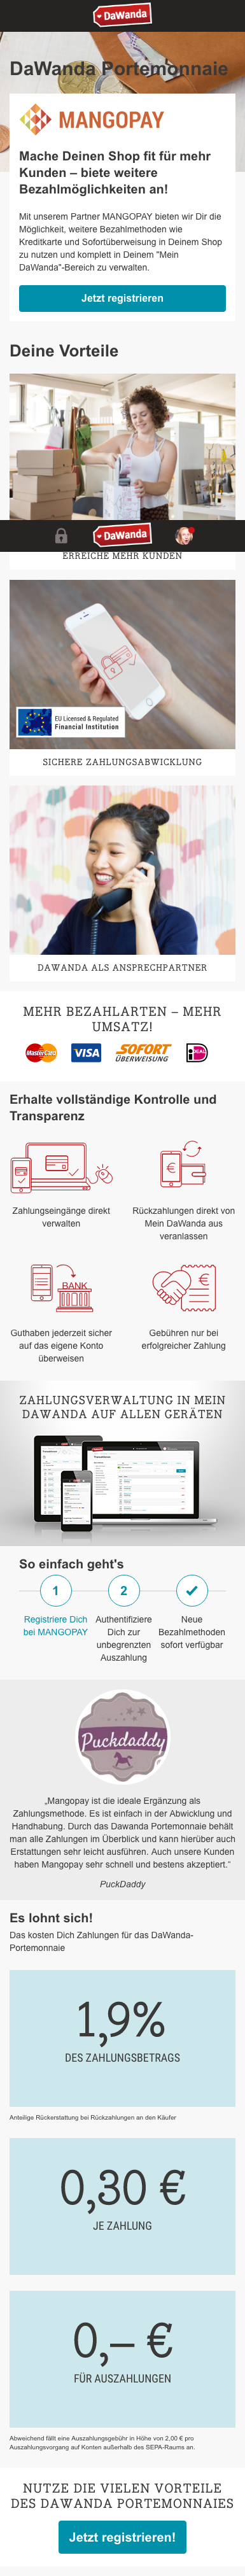 DaWanda
DaWanda Portemonnaie
MANGOPAY
Mache Deinen Shop fit für mehr
Kunden – biete weitere
Bezahlmöglichkeiten an!
Mit unserem Partner MANGOPAY bieten wir Dir die
Möglichkeit, weitere Bezahlmethoden wie
Kreditkarte und Sofortüberweisung in Deinem Shop
zu nutzen und komplett in Deinem "Mein
DaWanda"-Bereich zu verwalten.
Jetzt registrieren
Deine Vorteile
DaWanda
ERREICHE MEHR KUNDEN
EU Licensed & Regulated
Financial Institution
SICHERE ZAHLUNGSABWICKLUNG
DAWANDA ALS ANSPRECHPARTNER
MEHR BEZAHLARTEN – MEHR
UMSATZ!
MasterCard
VISA
SOFORT
ÜBERWEISUNG
iDEAL
Erhalte vollständige Kontrolle und
Transparenz
Zahlungseingänge direkt
verwalten
Rückzahlungen direkt von
Mein DaWanda aus
veranlassen
BANK
Guthaben jederzeit sicher
auf das eigene Konto
überweisen
Gebühren nur bei
erfolgreicher Zahlung
ZAHLUNGSVERWALTUNG IN MEIN
DAWANDA AUF ALLEN GERÄTEN
So einfach geht's
1
2
Registriere Dich
bei MANGOPAY
Authentifiziere
Dich zur
unbegrenzten
Auszahlung
Neue
Bezahlmethoden
sofort verfügbar
Puckdaddy
„Mangopay ist die ideale Ergänzung als
Zahlungsmethode. Es ist einfach in der Abwicklung und
Handhabung. Durch das Dawanda Portemonnaie behält
man alle Zahlungen im Überblick und kann hierüber auch
Erstattungen sehr leicht ausführen. Auch unsere Kunden
haben Mangopay sehr schnell und bestens akzeptiert."
PuckDaddy
Es lohnt sich!
Das kosten Dich Zahlungen für das DaWanda-
Portemonnaie
1,9%
DES ZAHLUNGSBETRAGS
Anteilige Rückerstattung bei Rückzahlungen an den Käufer
0,30 €
JE ZAHLUNG
0,– €
FÜR AUSZAHLUNGEN
Abweichend fällt eine Auszahlungsgebühr in Höhe von 2,00 € pro
Auszahlungsvorgang auf Konten außerhalb des SEPA-Raums an.
NUTZE DIE VIELEN VORTEILE
DES DAWANDA PORTEMONNAIES
Jetzt registrieren!